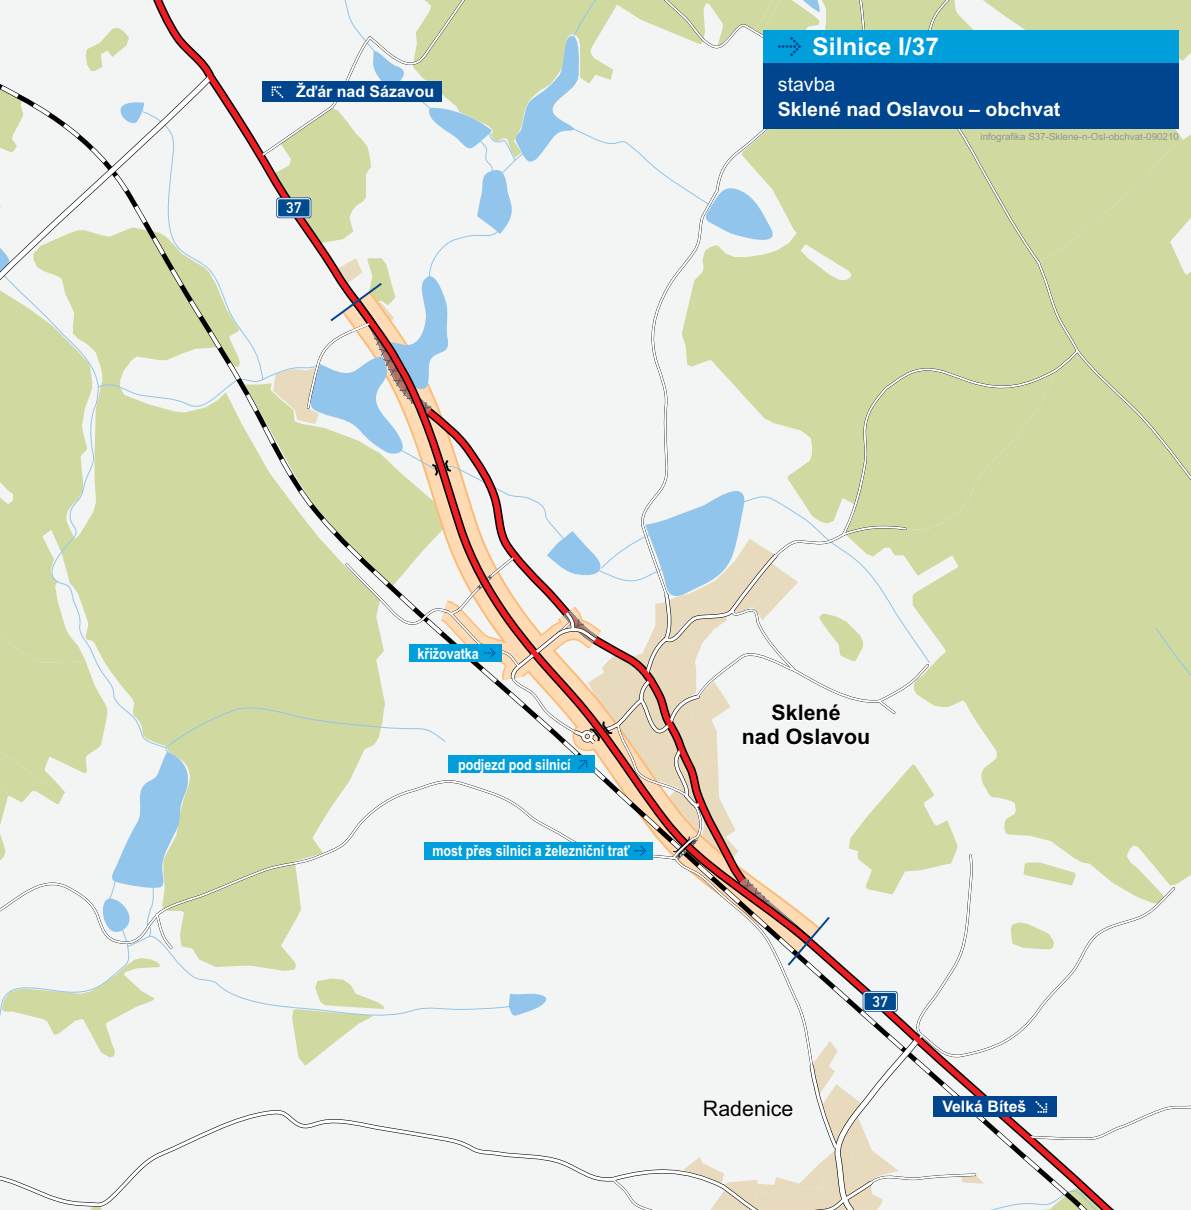 Silnice I/37
stavba
Sklené nad Oslavou – obchvat
infografika S37-Sklene-n-Osl-obchvat-090210
Žďár nad Sázavou
37
křižovatka
Sklené
nad Oslavou
podjezd pod silnicí
most přes silnici a železniční trať
37
Radenice
Velká Bíteš